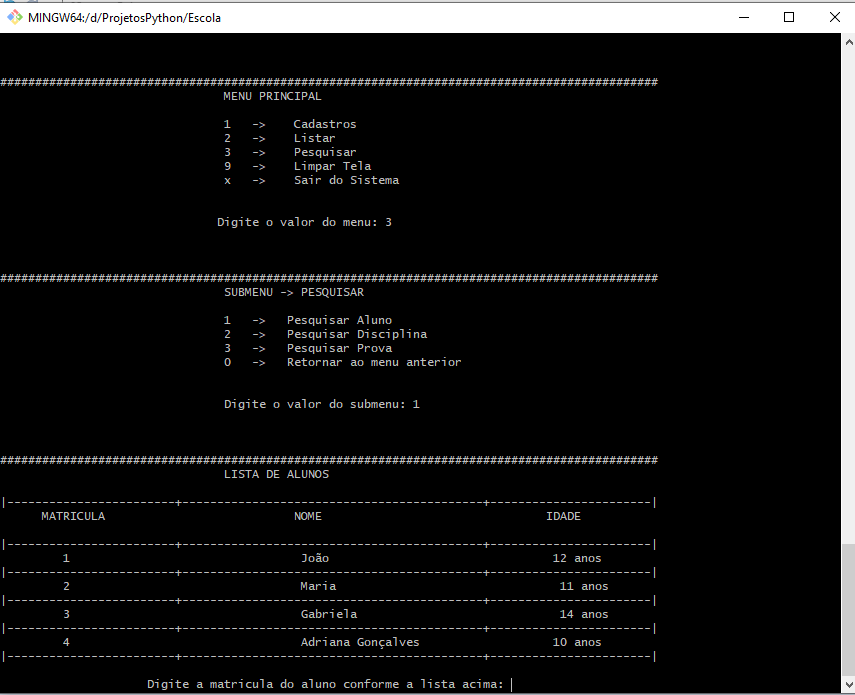 MINGW64:/d/ProjetosPython/Escola
##############################################################################################
MENU PRINCIPAL
1 -> Cadastros
2 -> Listar
3 -> Pesquisar
9 -> Limpar Tela
x -> Sair do Sistema
Digite o valor do menu: 3
##############################################################################################
SUBMENU -> PESQUISAR
1 -> Pesquisar Aluno
2 -> Pesquisar Disciplina
3 -> Pesquisar Prova
0 -> Retornar ao menu anterior
Digite o valor do submenu: 1
##############################################################################################
LISTA DE ALUNOS
|------------------------+-------------------------------------------+-----------------------|
MATRICULA NOME IDADE
|------------------------+-------------------------------------------+-----------------------|
1 João 12 anos
|------------------------+-------------------------------------------+-----------------------|
2 Maria 11 anos
|------------------------+-------------------------------------------+-----------------------|
3 Gabriela 14 anos
|------------------------+-------------------------------------------+-----------------------|
4 Adriana Gonçalves 10 anos
|------------------------+-------------------------------------------+-----------------------|
Digite a matricula do aluno conforme a lista acima: